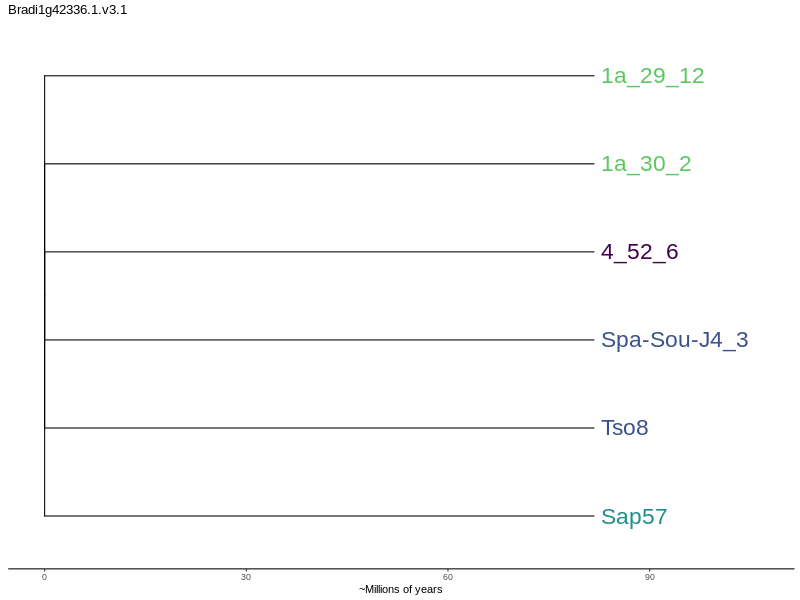 Bradi1g42336.1.v3.1
1a_29_12
1a_30_2
4_52_6
Spa-Sou-J4_3
Tso8
Sap57
0 30 60 90
~Millions of years